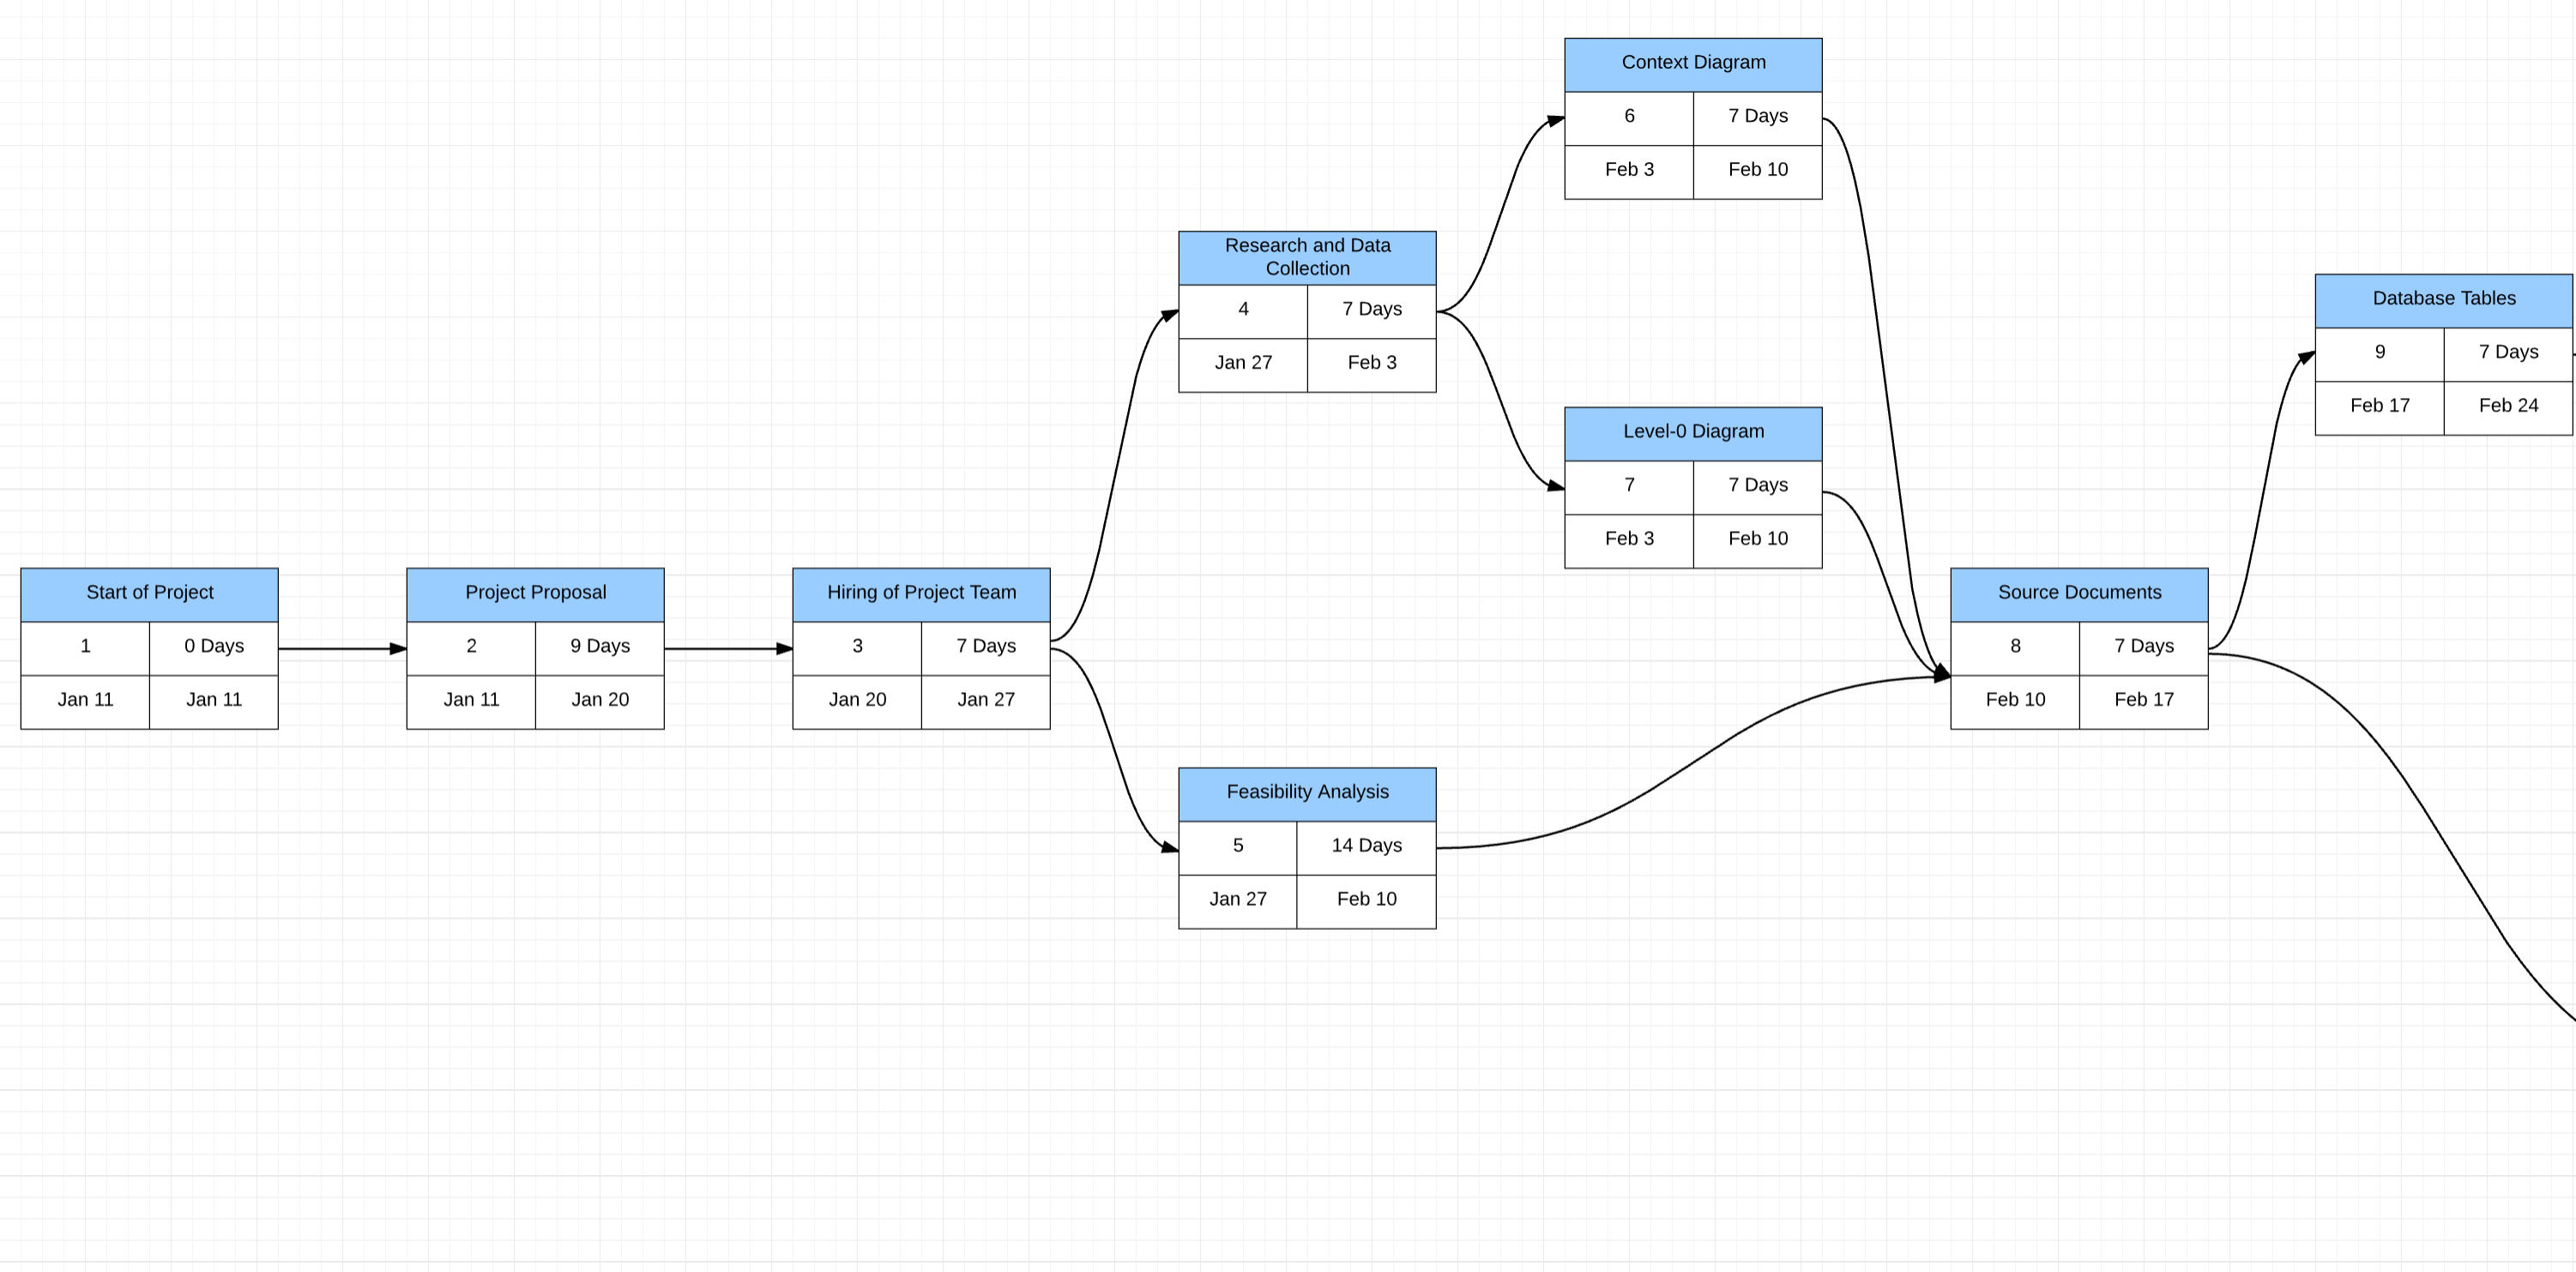 Start of Project
1 0 Days
Jan 11 Jan 11
Project Proposal
2 9 Days
Jan 11 Jan 20
Hiring of Project Team
3 7 Days
Jan 20 Jan 27
Research and Data
Collection
4 7 Days
Jan 27 Feb 3
Feasibility Analysis
5 14 Days
Jan 27 Feb 10
Context Diagram
6 7 Days
Feb 3 Feb 10
Level-0 Diagram
7 7 Days
Feb 3 Feb 10
Source Documents
8 7 Days
Feb 10 Feb 17
Database Tables
9 7 Days
Feb 17 Feb 24